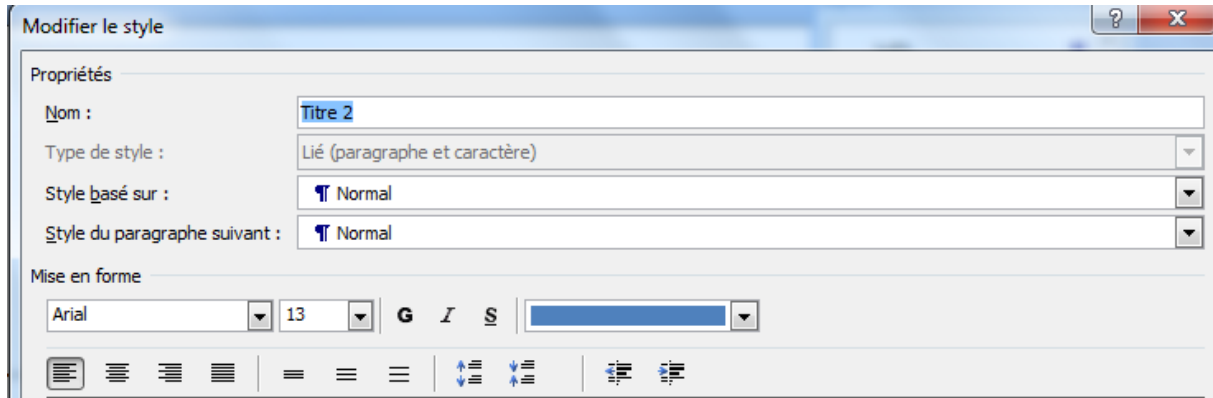 Modifier le style
Propriétés
Nom : Titre 2
Type de style : Lié (paragraphe et caractère)
Style basé sur : ¶ Normal
Style du paragraphe suivant : ¶ Normal
Mise en forme
Arial 13 G I S